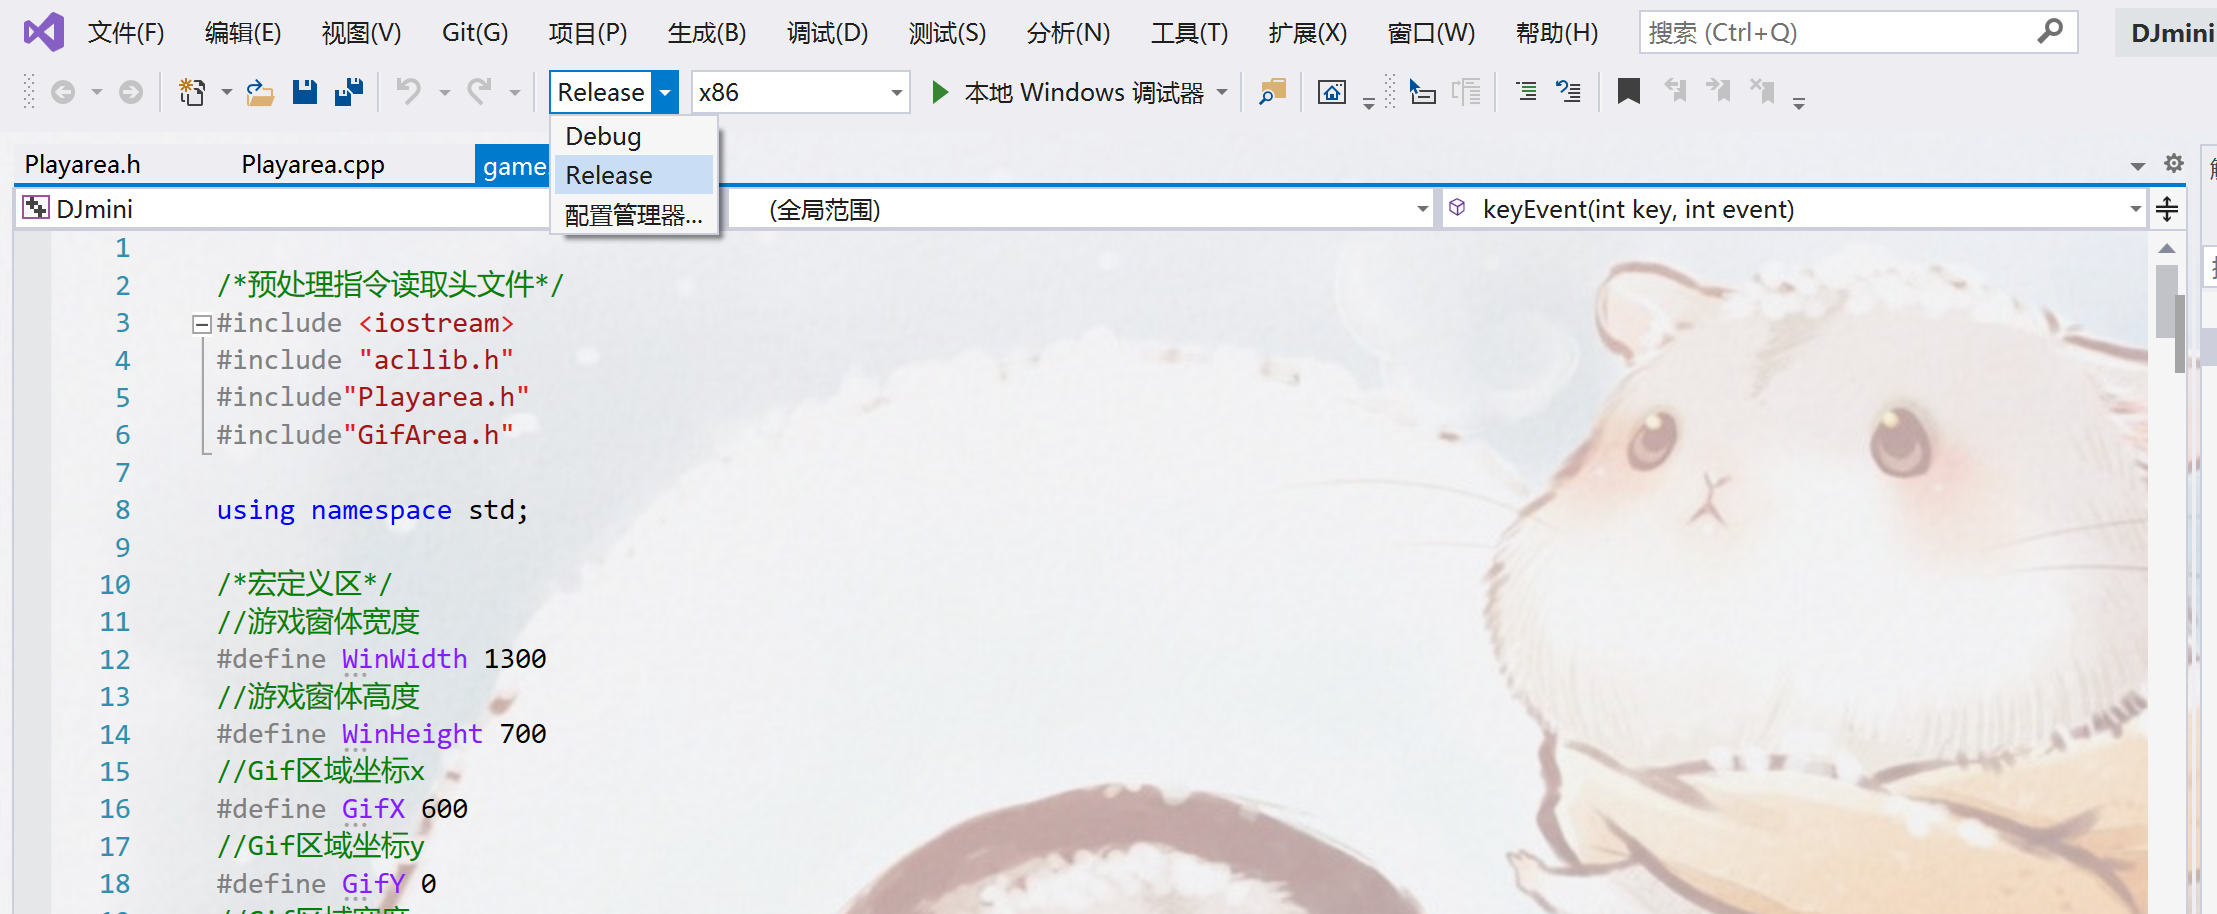 文件(F) 编辑(E) 视图(V) Git(G) 项目(P) 生成(B) 调试(D) 测试(S) 分析(N) 工具(T) 扩展(X) 窗口(W) 帮助(H) 搜索 (Ctrl+Q) DJmini
Release x86 本地 Windows 调试器
Debug
Release
配置管理器...
Playarea.h Playarea.cpp game.
DJmini (全局范围) keyEvent(int key, int event)
1
2 /*预处理指令读取头文件*/
3 #include <iostream>
4 #include "acllib.h"
5 #include"Playarea.h"
6 #include"GifArea.h"
7
8 using namespace std;
9
10 /*宏定义区*/
11 //游戏窗体宽度
12 #define WinWidth 1300
13 //游戏窗体高度
14 #define WinHeight 700
15 //Gif区域坐标x
16 #define GifX 600
17 //Gif区域坐标y
18 #define GifY 0
//Gif区域宽度